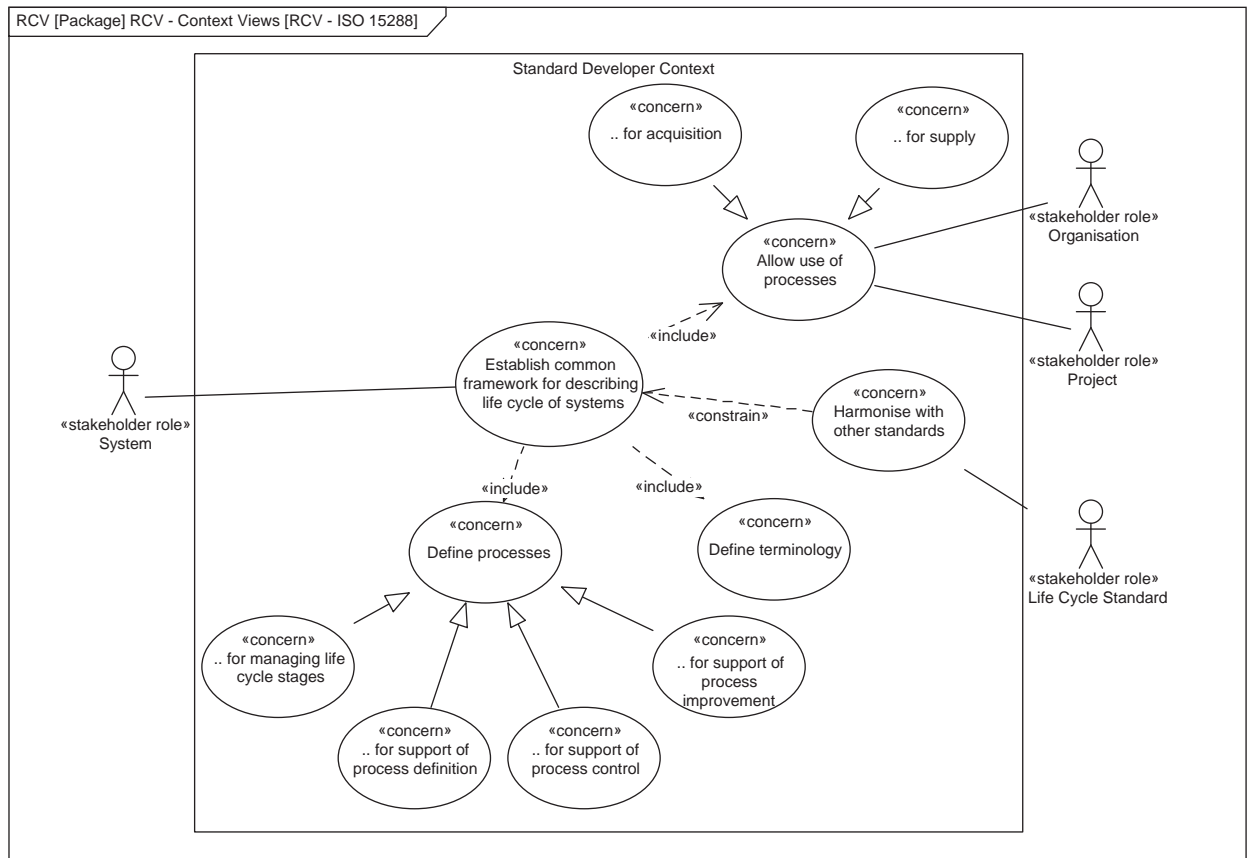 RCV [Package] RCV - Context Views [RCV - ISO 15288]
Standard Developer Context
«concern»
.. for acquisition
«concern»
.. for supply
«stakeholder role»
Organisation
«concern»
Allow use of
processes
«include»
«stakeholder role»
Project
«concern»
Establish common
framework for describing
life cycle of systems
«stakeholder role»
System
«constrain»
«concern»
Harmonise with
other standards
«include»
«include»
«concern»
Define processes
«concern»
Define terminology
«stakeholder role»
Life Cycle Standard
«concern»
.. for managing life
cycle stages
«concern»
.. for support of
process
improvement
«concern»
.. for support of
process definition
«concern»
.. for support of
process control